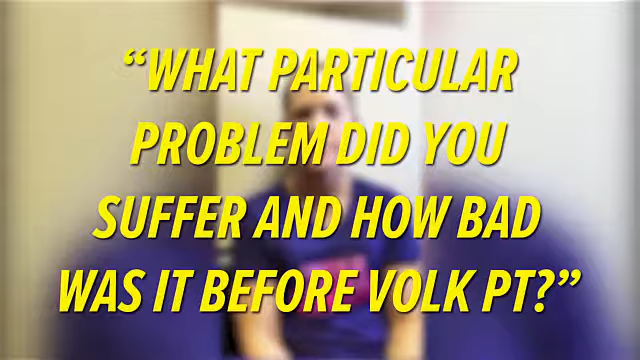 “WHAT PARTICULAR
PROBLEM DID YOU
SUFFER AND HOW BAD
WAS IT BEFORE VOLK PT?”